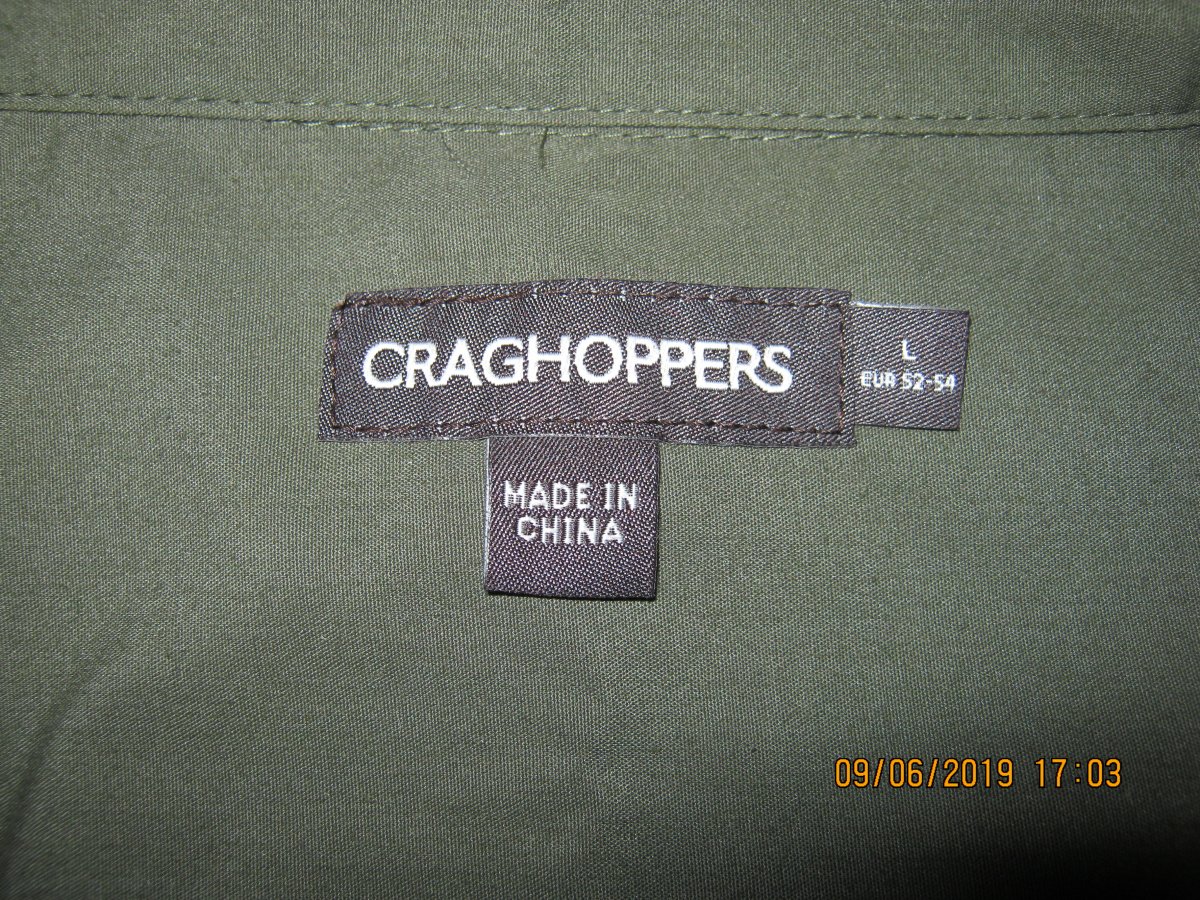 CRAGHOPPERS
L
EUR 52-54
MADE IN
CHINA
09/06/2019 17:03